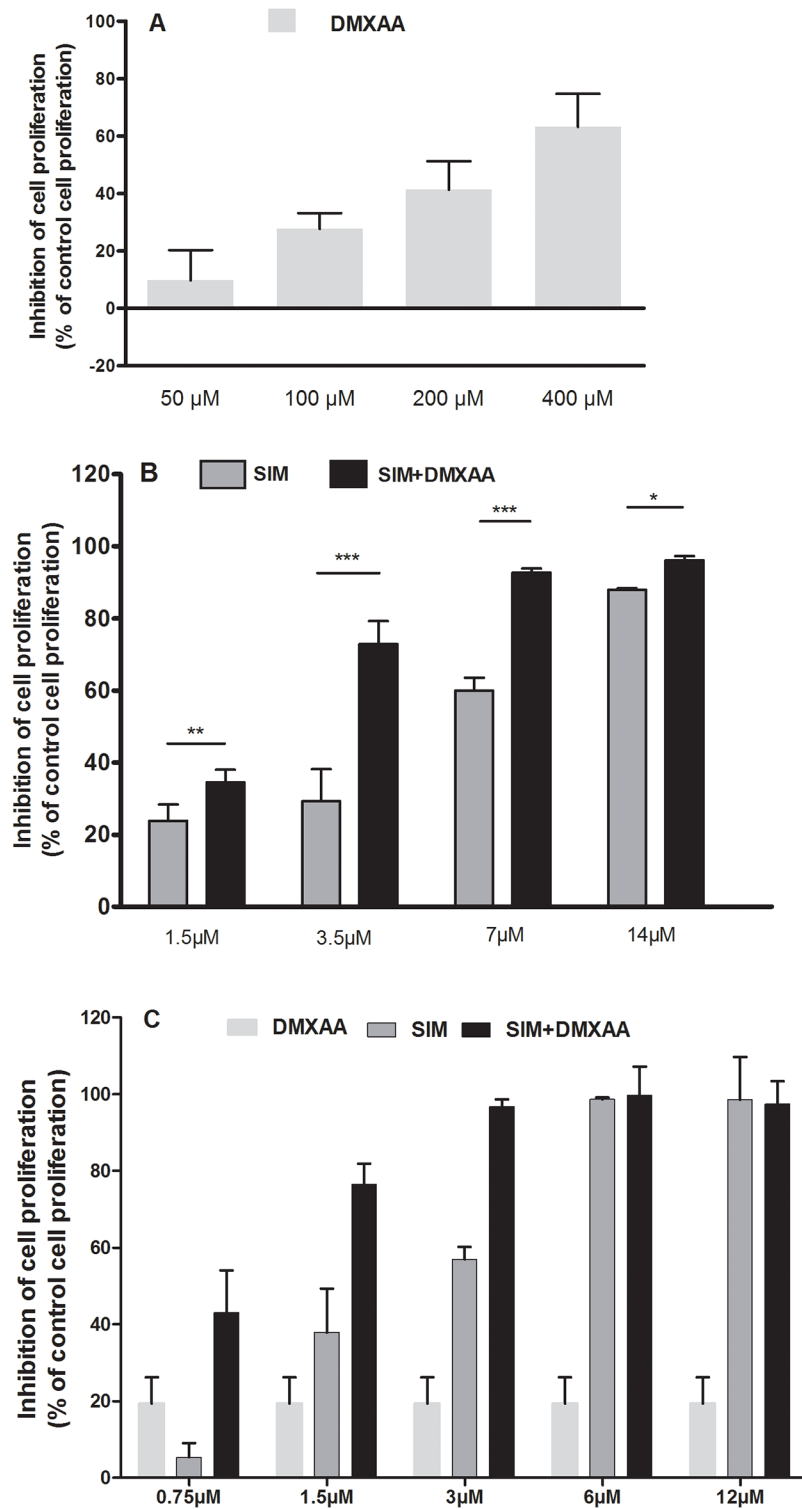 A DMXAA
Inhibition of cell proliferation
(% of control cell proliferation)
100
80
60
40
20
0
-20
50 µM 100 µM 200 µM 400 µM
B SIM SIM+DMXAA
Inhibition of cell proliferation
(% of control cell proliferation)
120
100
80
60
40
20
0
** *** *** *
1.5µM 3.5µM 7µM 14µM
C DMXAA SIM SIM+DMXAA
Inhibition of cell proliferation
(% of control cell proliferation)
120
100
80
60
40
20
0
0.75µM 1.5µM 3µM 6µM 12µM